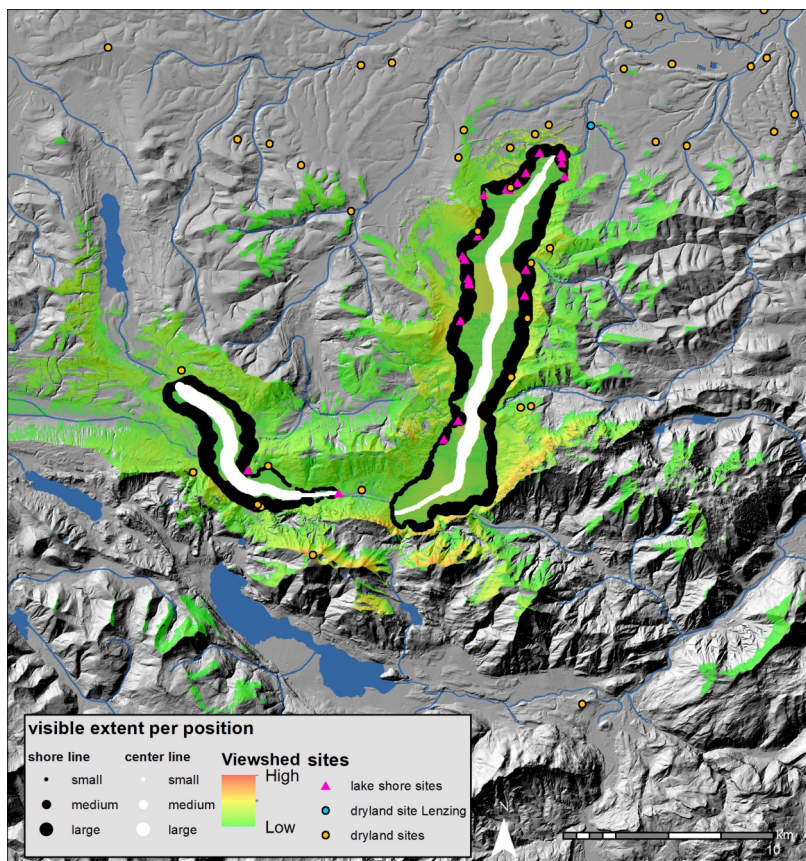 visible extent per position
shore line center line Viewshed sites
small small High lake shore sites
medium medium dryland site Lenzing
large large Low dryland sites
N
km
10